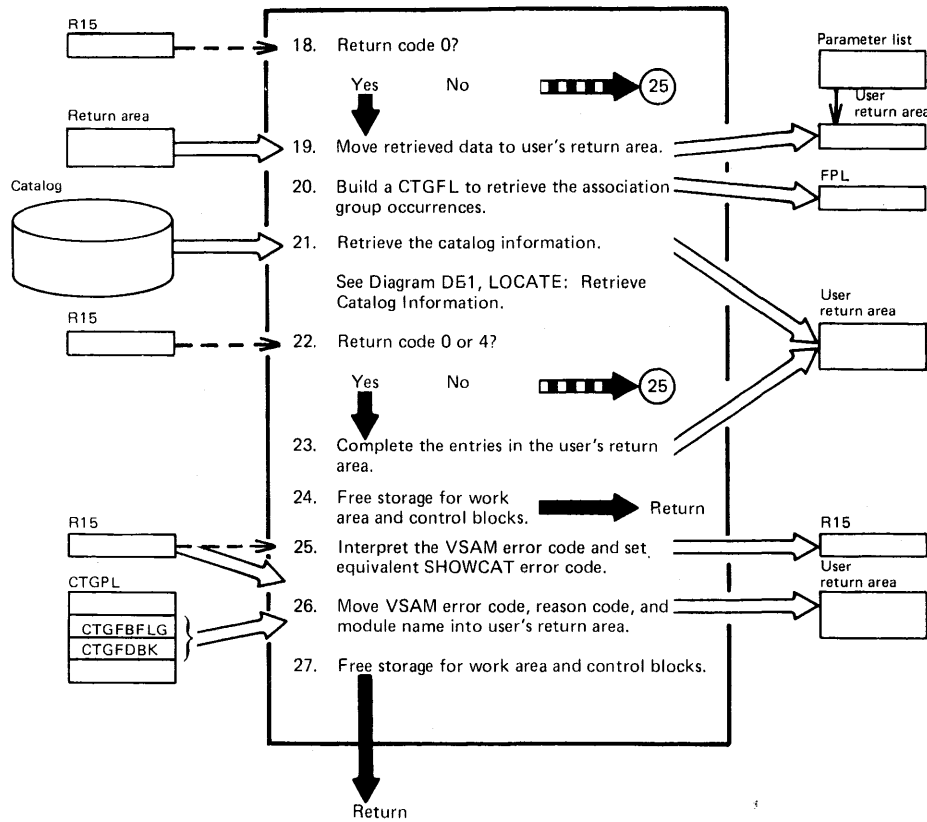 R15
18. Return code 0?
Parameter list
Yes No 25
User
return area
Return area
19. Move retrieved data to user's return area.
FPL
Catalog
20. Build a CTGFL to retrieve the association
group occurrences.
21. Retrieve the catalog information.
See Diagram DБ1, LOCATE: Retrieve
Catalog Information.
User
return area
R15
22. Return code 0 or 4?
Yes No 25
23. Complete the entries in the user's return
area.
24. Free storage for work
area and control blocks.
Return
R15
R15
25. Interpret the VSAM error code and set
equivalent SHOWCAT error code.
User
return area
CTGPL
CTGFBFLG
CTGFDBK
26. Move VSAM error code, reason code, and
module name into user's return area.
27. Free storage for work area and control blocks.
Return